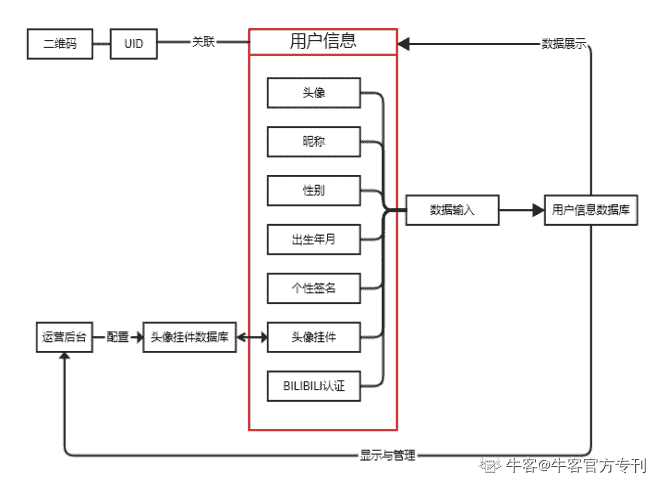 二维码
UID
关联
用户信息
数据展示
头像
昵称
性别
数据输入
用户信息数据库
出生年月
个性签名
运营后台
配置
头像挂件数据库
头像挂件
BILIBILI认证
显示与管理
牛客@牛客官方专刊